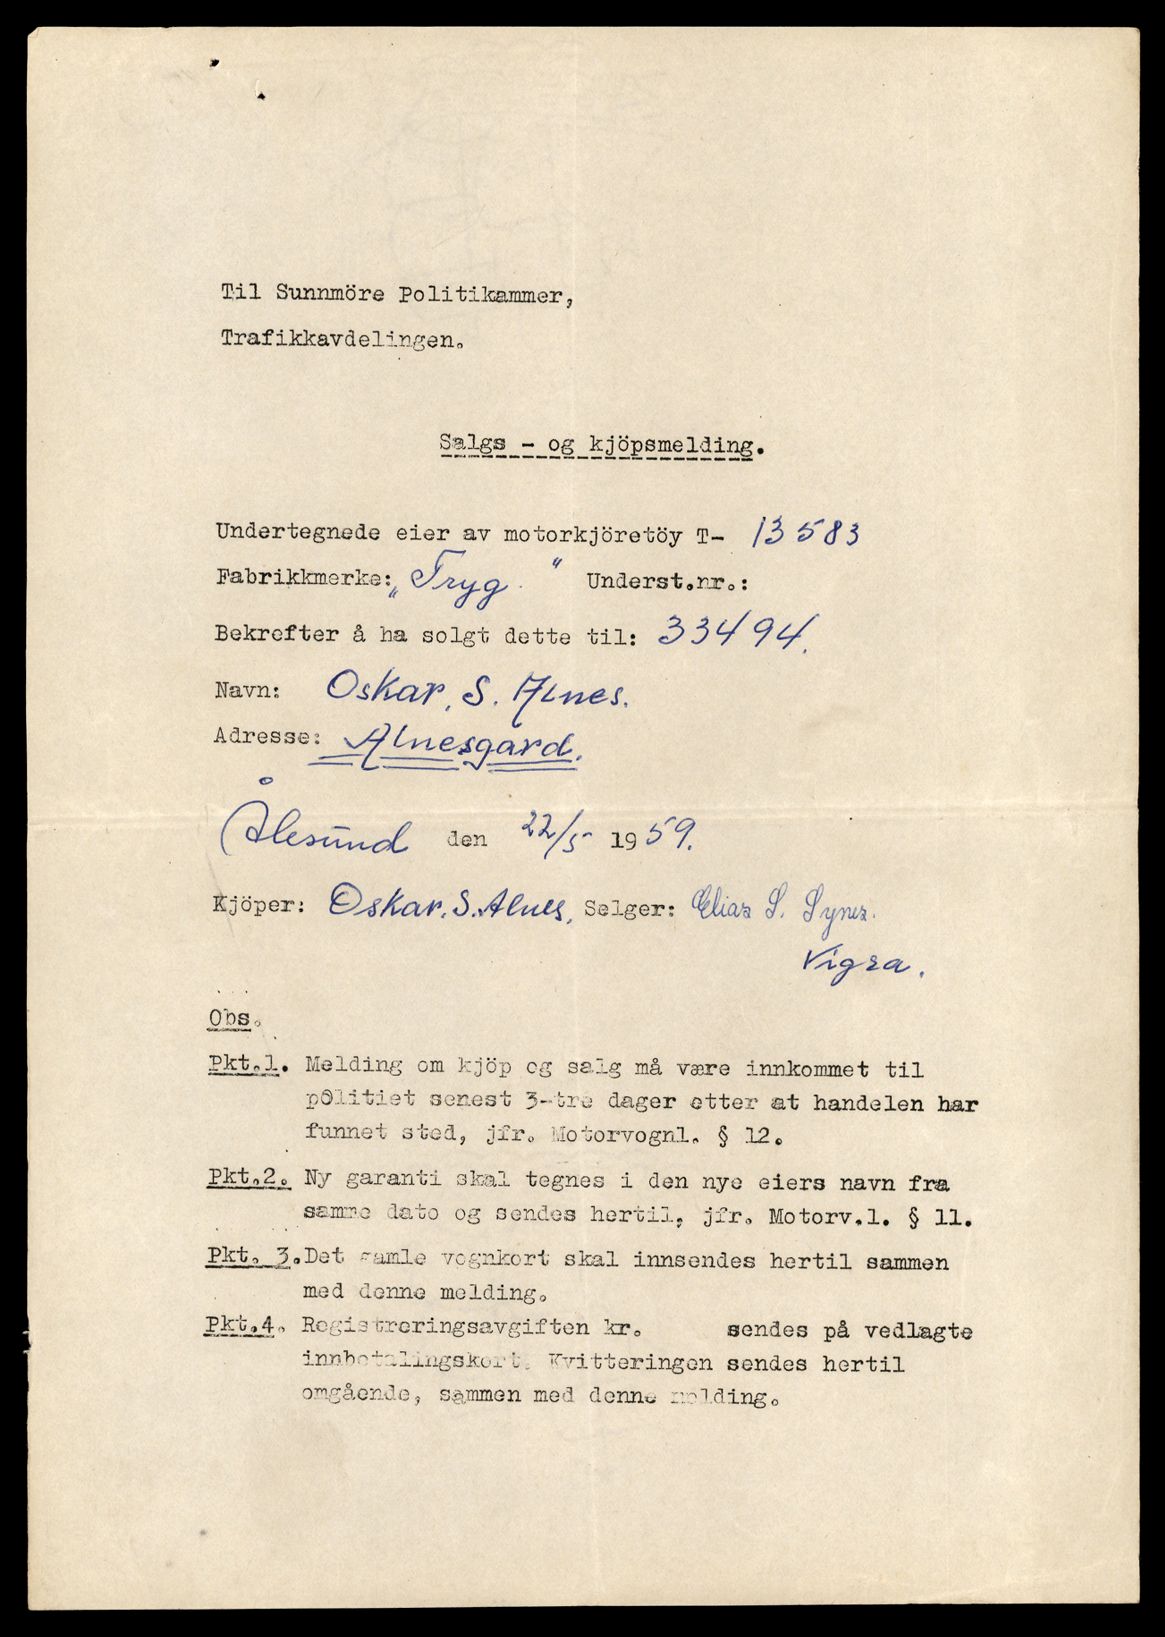 Til Sunnmöre Politikammer,
Trafikkavdelingen.
Salgs - og kjöpsmelding.
Undertegnede eier av motorkjöretöy T- 13583
Fabrikkmerke: „Tryg." Underst.nr.:
Bekrefter å ha solgt dette til: 33494.
Navn: Oskar. S. Alnes.
Adresse: Alnesgard.
Ålesund den 22/5 1959.
Kjöper: Oskar. S. Alnes. Selger: Elias S. Synes.
Vigra.
Obs.
Pkt.1. Melding om kjöp og salg må være innkommet til
politiet senest 3-tre dager etter at handelen har
funnet sted, jfr. Motorvognl. § 12.
Pkt.2. Ny garanti skal tegnes i den nye eiers navn fra
samme dato og sendes hertil, jfr. Motorv.l. § 11.
Pkt. 3. Det gamle vognkort skal innsendes hertil sammen
med denne melding.
Pkt.4. Registreringsavgiften kr. sendes på vedlagte
innbetalingskort. Kvitteringen sendes hertil
omgående, sammen med denne melding.